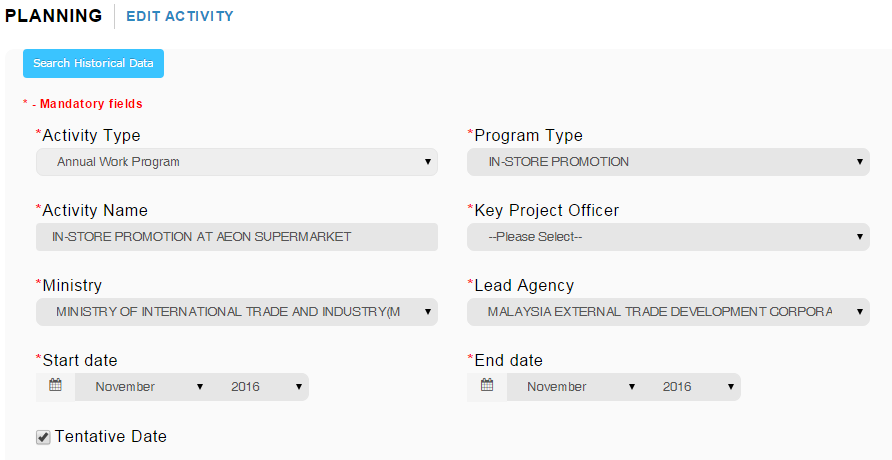 PLANNING EDIT ACTIVITY
Search Historical Data
* - Mandatory fields
*Activity Type *Program Type
Annual Work Program IN-STORE PROMOTION
*Activity Name *Key Project Officer
IN-STORE PROMOTION AT AEON SUPERMARKET --Please Select--
*Ministry *Lead Agency
MINISTRY OF INTERNATIONAL TRADE AND INDUSTRY(M MALAYSIA EXTERNAL TRADE DEVELOPMENT CORPORA
*Start date *End date
November 2016 November 2016
Tentative Date